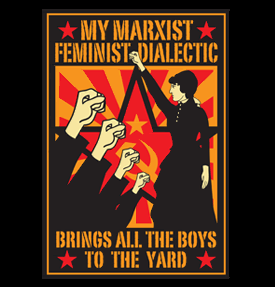 MY MARXIST
FEMINIST DIALECTIC
BRINGS ALL THE BOYS
TO THE YARD